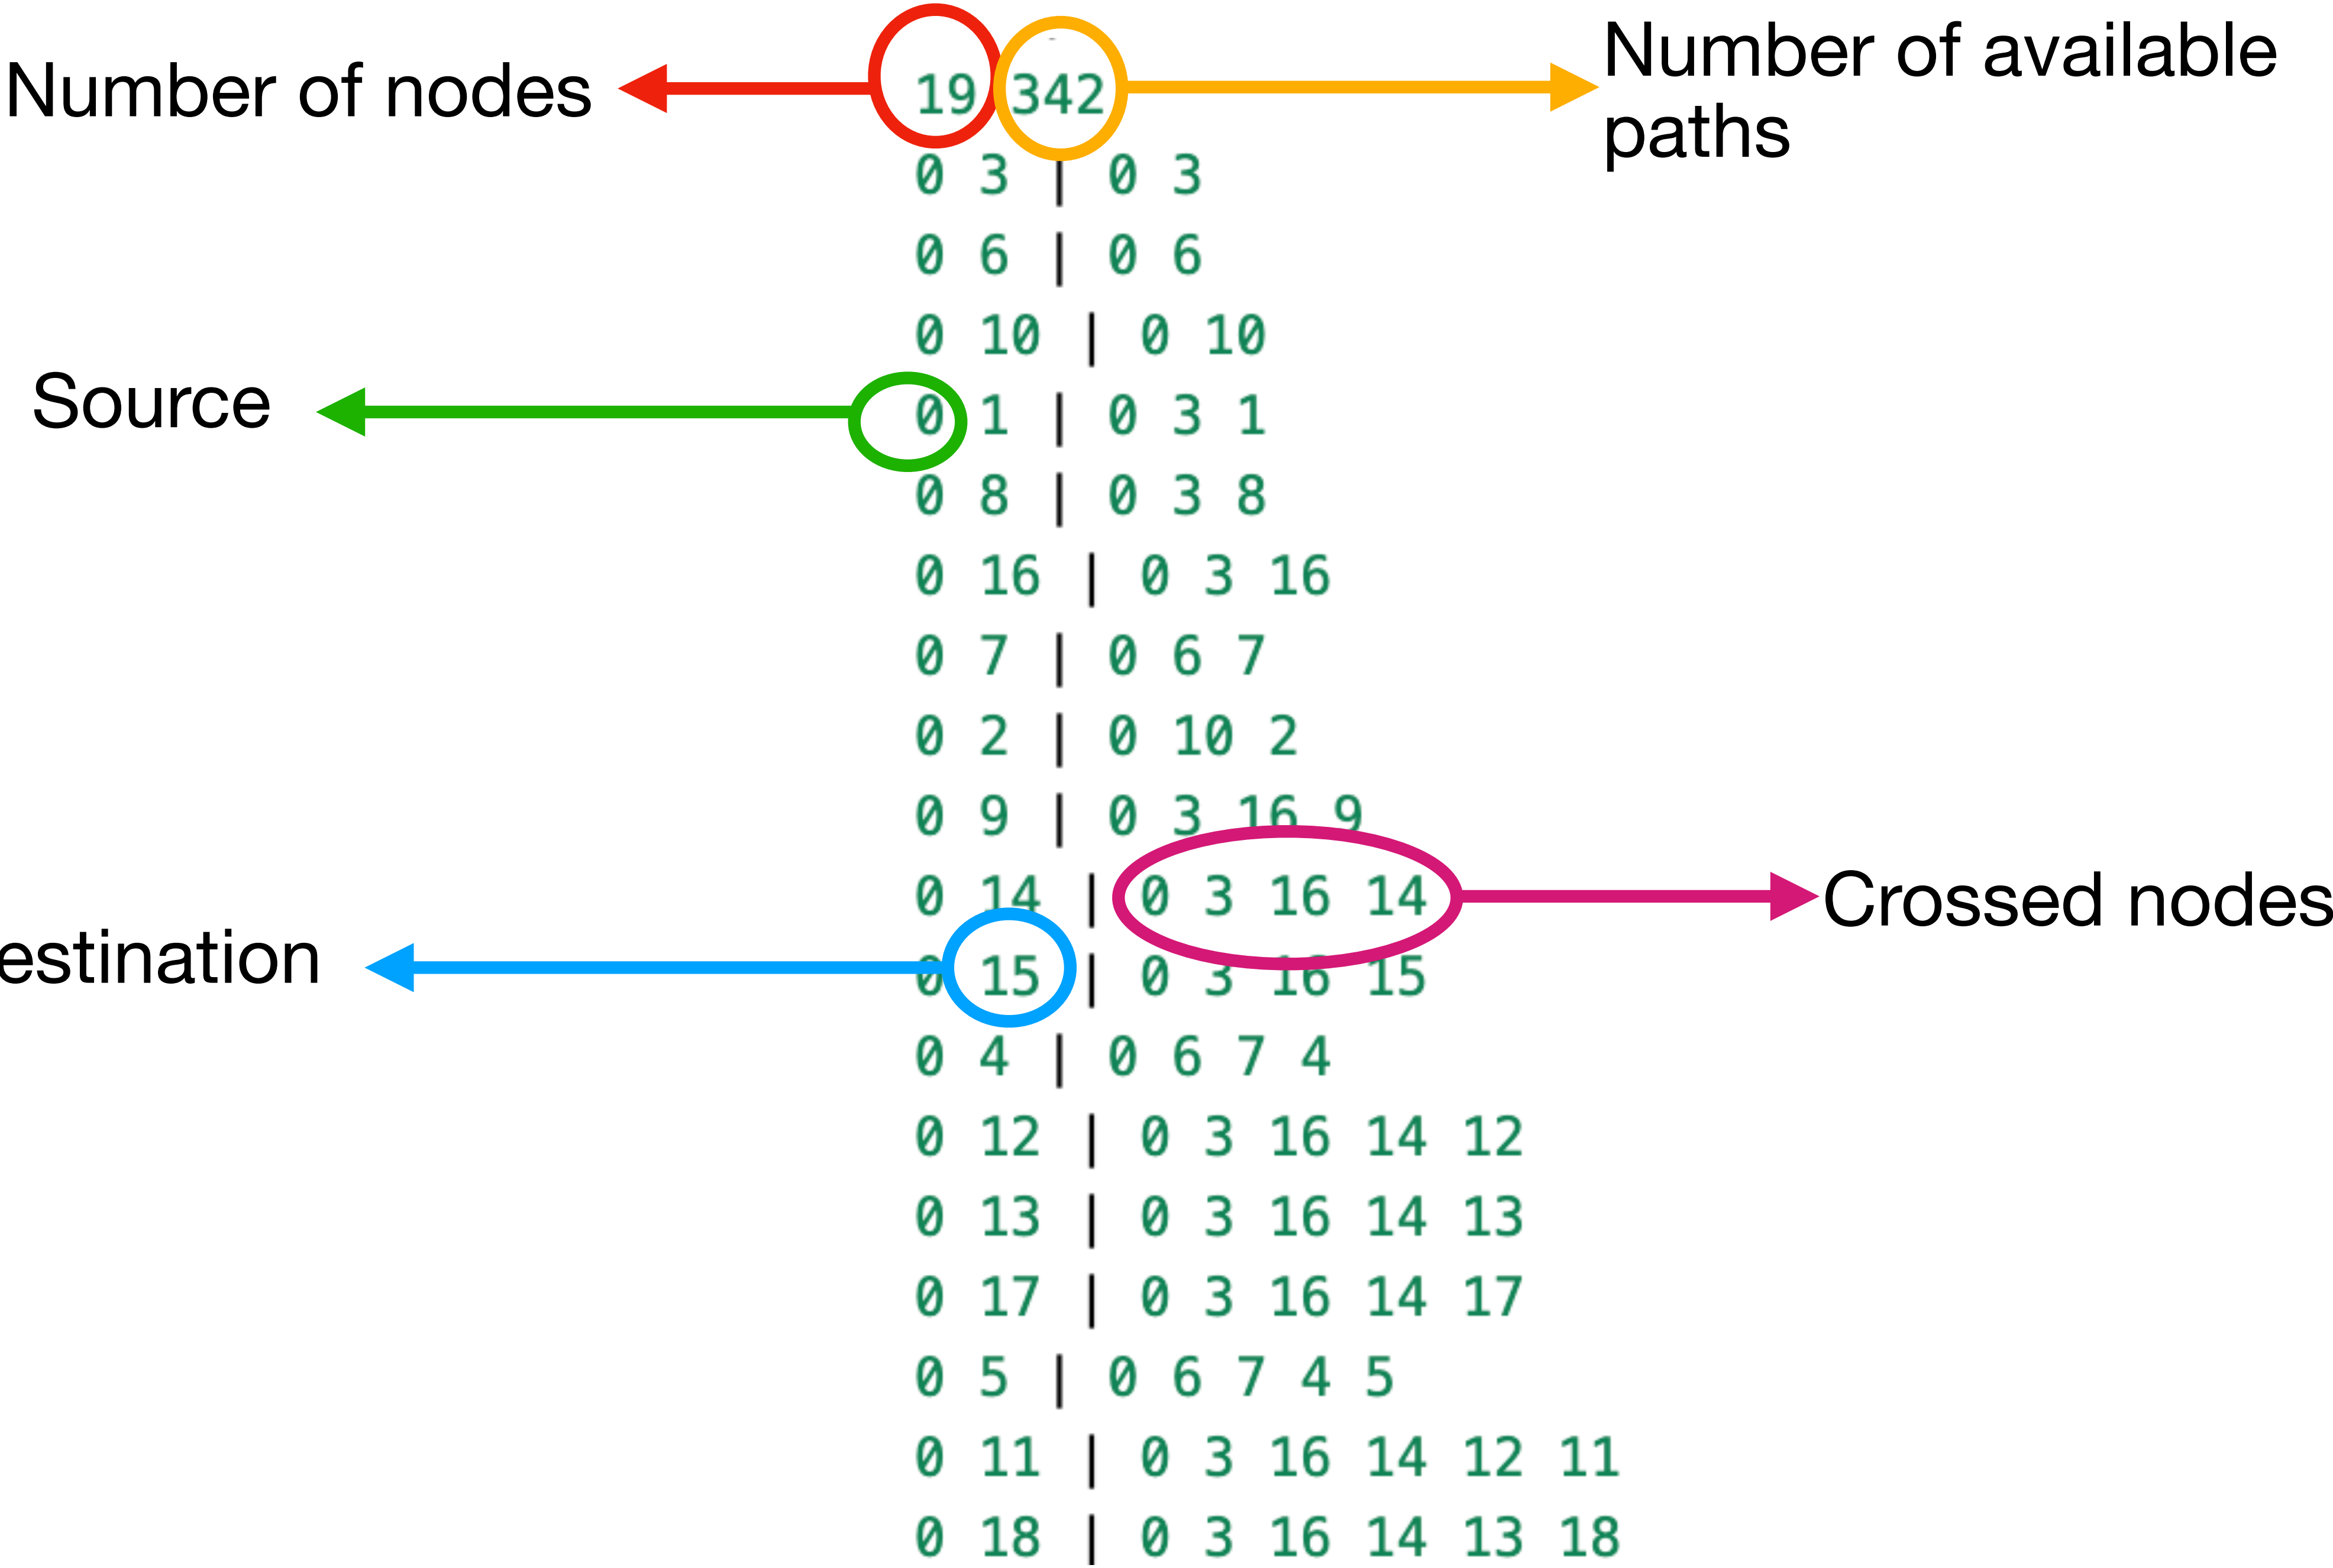 Number of nodes
19 342
Number of available
paths
0 3 | 0 3
0 6 | 0 6
0 10 | 0 10
Source
0 1 | 0 3 1
0 8 | 0 3 8
0 16 | 0 3 16
0 7 | 0 6 7
0 2 | 0 10 2
0 9 | 0 3 16 9
0 14 | 0 3 16 14
Crossed nodes
estination
0 15 | 0 3 16 15
0 4 | 0 6 7 4
0 12 | 0 3 16 14 12
0 13 | 0 3 16 14 13
0 17 | 0 3 16 14 17
0 5 | 0 6 7 4 5
0 11 | 0 3 16 14 12 11
0 18 | 0 3 16 14 13 18